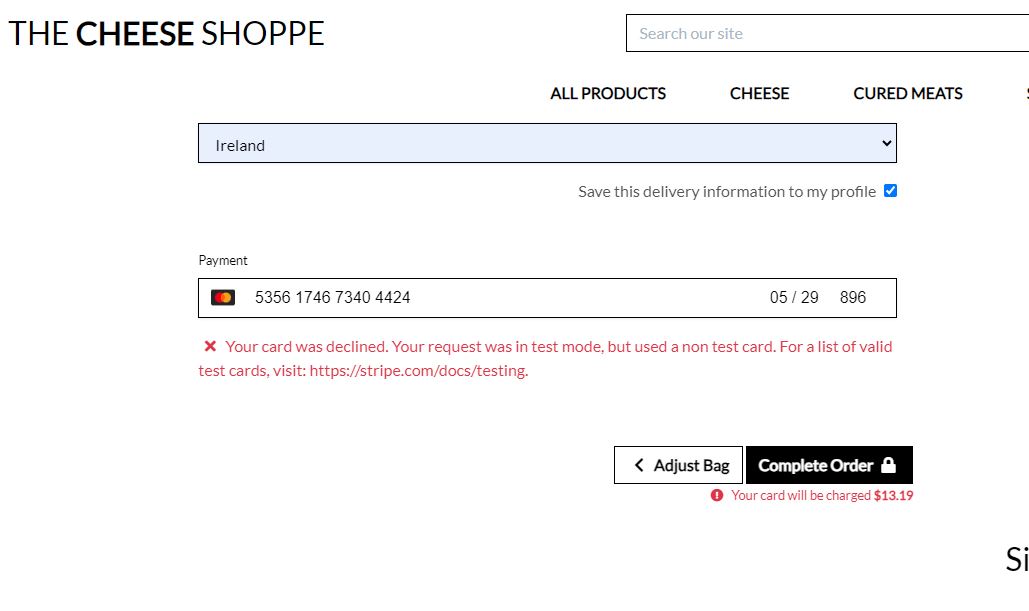 THE CHEESE SHOPPE
Search our site
ALL PRODUCTS CHEESE CURED MEATS
Ireland
Save this delivery information to my profile
Payment
5356 1746 7340 4424 05 / 29 896
Your card was declined. Your request was in test mode, but used a non test card. For a list of valid
test cards, visit: https://stripe.com/docs/testing.
Adjust Bag Complete Order
Your card will be charged $13.19
Si